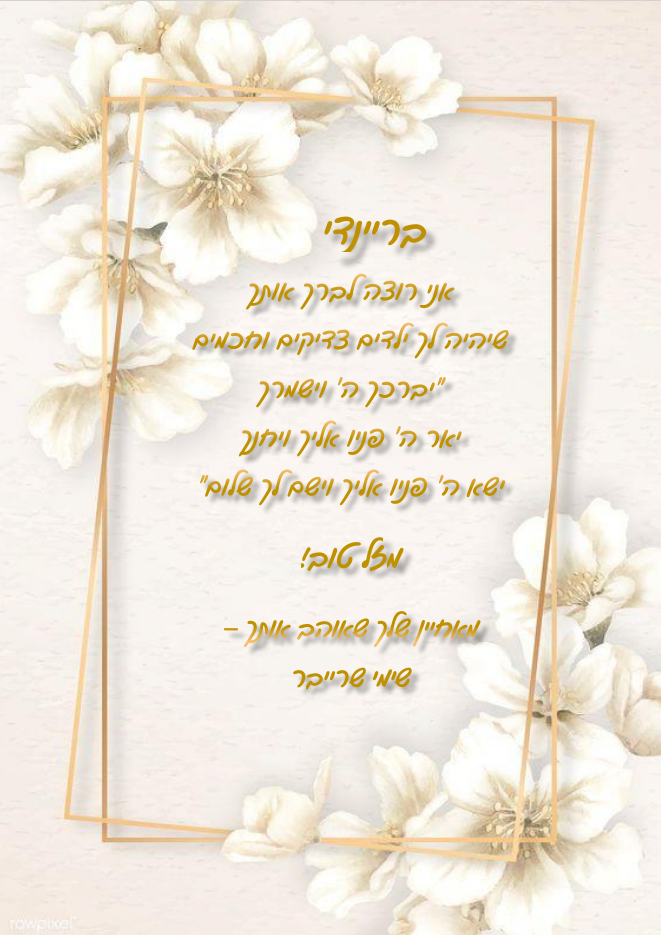 בריינדי
אני רוצה לברך אותך
שיהיה לך ילדים צדיקים וחכמים
"יברכך ה' וישמרך
יאר ה' פניו אליך ויחנך
ישא ה' פניו אליך וישם לך שלום"
מזל טוב!
מאחיין שלך שאוהב אותך –
שימי שרייבר
rawpixel